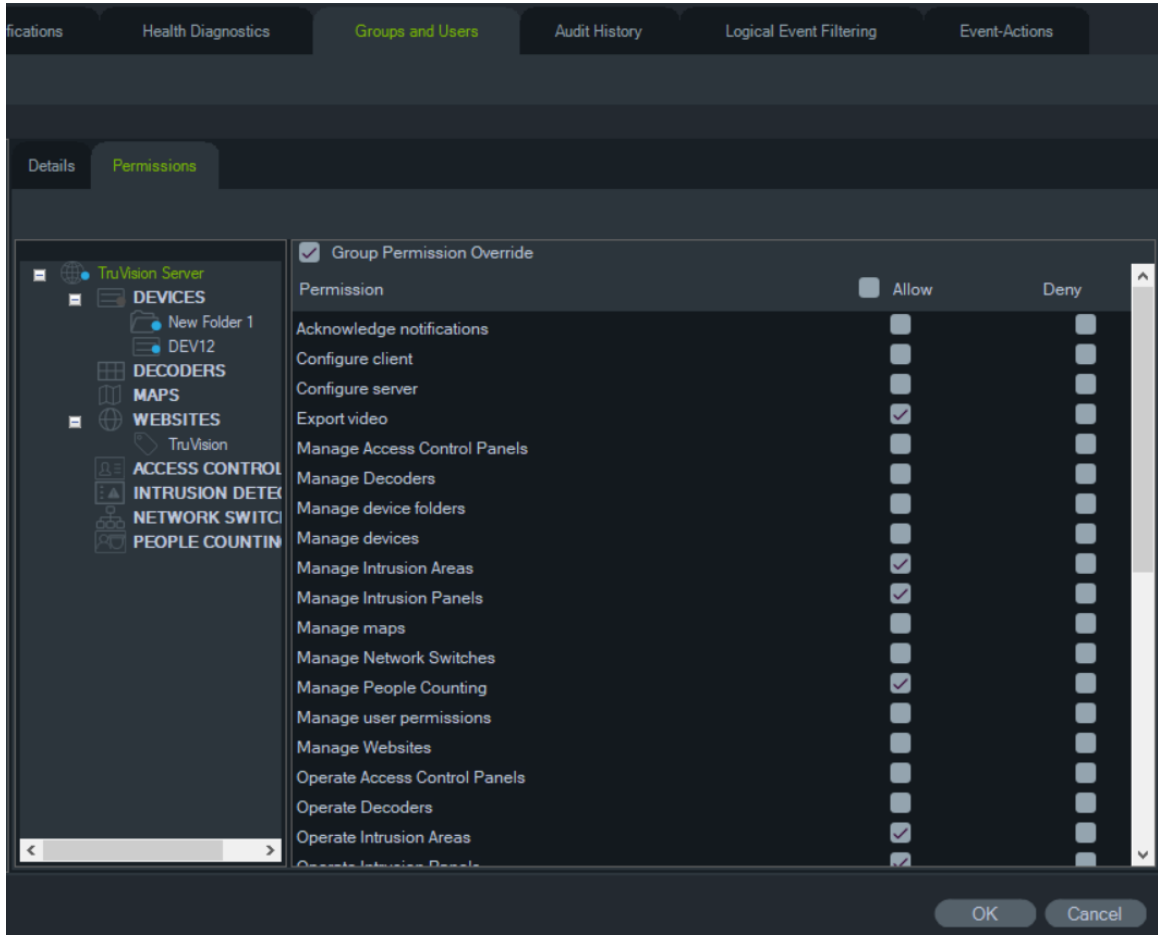 fications Health Diagnostics Groups and Users Audit History Logical Event Filtering Event-Actions
Details Permissions
TruVision Server
DEVICES
New Folder 1
DEV12
DECODERS
MAPS
WEBSITES
TruVision
ACCESS CONTROL
INTRUSION DETE
NETWORK SWITC
PEOPLE COUNTIN
Group Permission Override
Permission Allow Deny
Acknowledge notifications
Configure client
Configure server
Export video
Manage Access Control Panels
Manage Decoders
Manage device folders
Manage devices
Manage Intrusion Areas
Manage Intrusion Panels
Manage maps
Manage Network Switches
Manage People Counting
Manage user permissions
Manage Websites
Operate Access Control Panels
Operate Decoders
Operate Intrusion Areas
Operate Intrusion Panels
OK Cancel